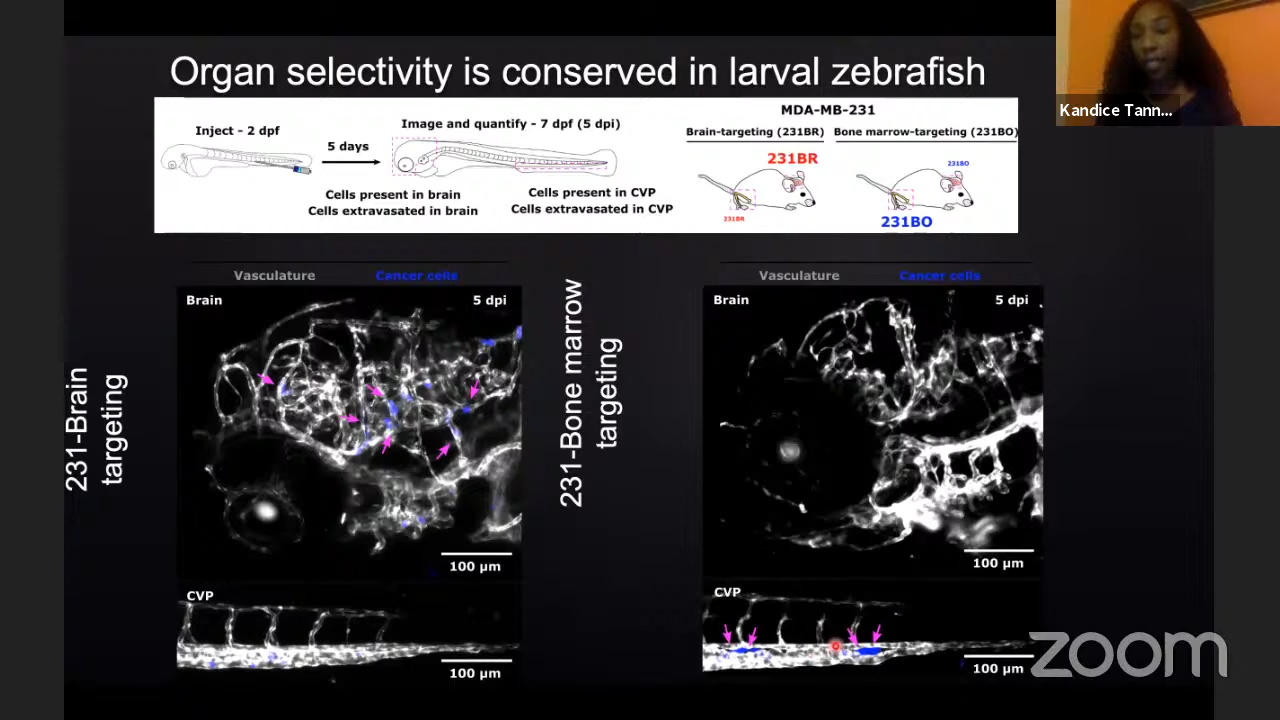 Organ selectivity is conserved in larval zebrafish
Kandice Tann...
Inject - 2 dpf
5 days
Image and quantify - 7 dpf (5 dpi)
Cells present in brain
Cells extravasated in brain
Cells present in CVP
Cells extravasated in CVP
MDA-MB-231
Brain-targeting (231BR)
Bone marrow-targeting (231BO)
231BR
231BR
231BO
231BO
231-Brain
targeting
Vasculature
Cancer cells
Brain
5 dpi
100 µm
CVP
100 µm
231-Bone marrow
targeting
Vasculature
Cancer cells
Brain
5 dpi
100 µm
CVP
100 µm
zoom